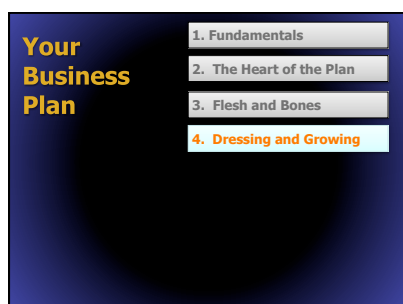 Your
Business
Plan
1. Fundamentals
2. The Heart of the Plan
3. Flesh and Bones
4. Dressing and Growing